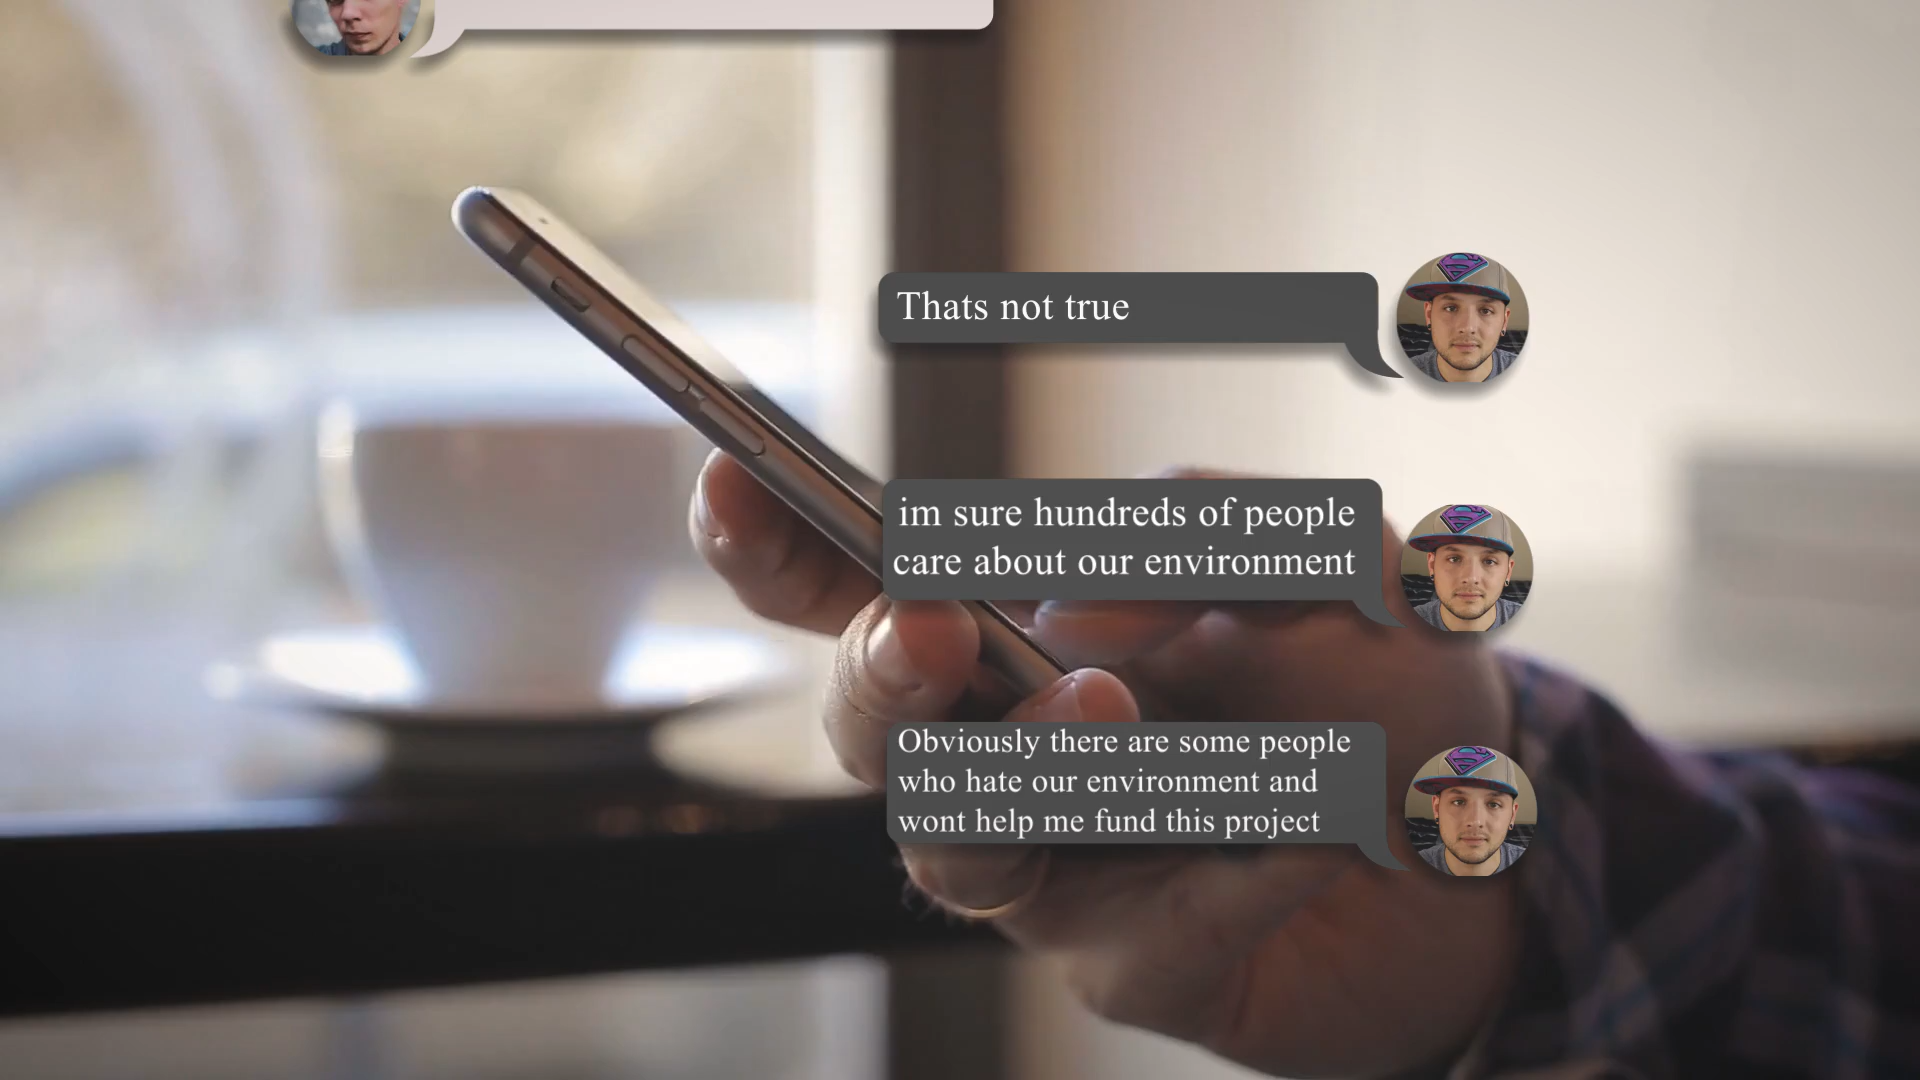 Thats not true
im sure hundreds of people
care about our environment
Obviously there are some people
who hate our environment and
wont help me fund this project